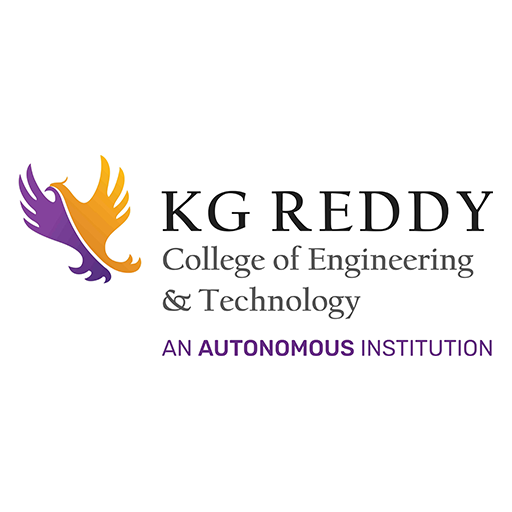 KG REDDY
College of Engineering
& Technology
AN AUTONOMOUS INSTITUTION